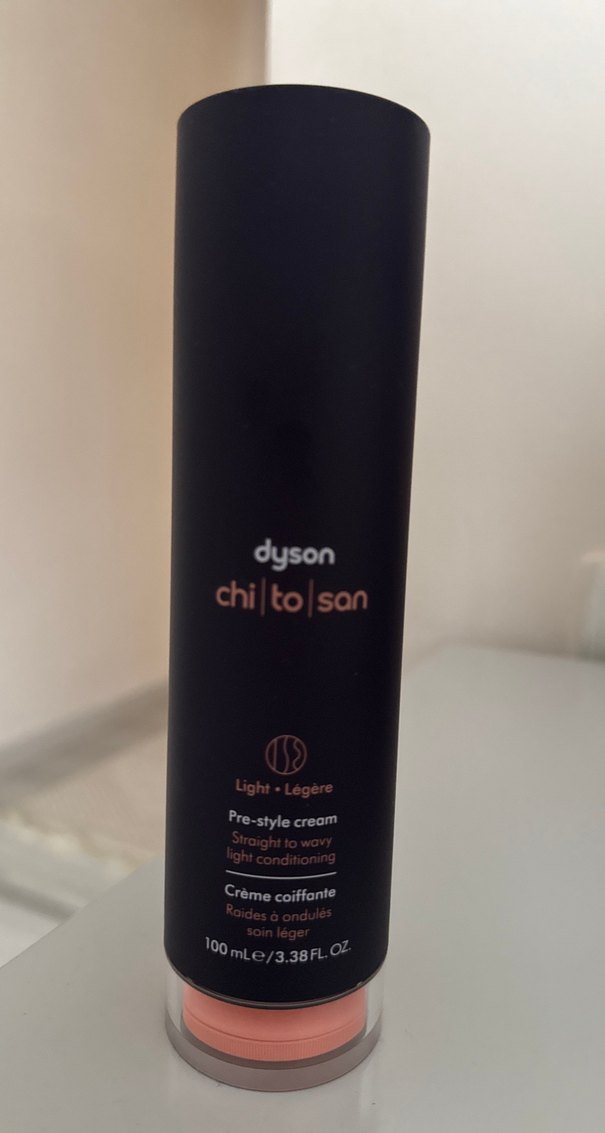 dyson
chi|to|san
Light • Légère
Pre-style cream
Straight to wavy
light conditioning
Crème coiffante
Raides à ondulés
soin léger
100 mL℮/3.38 FL. OZ.